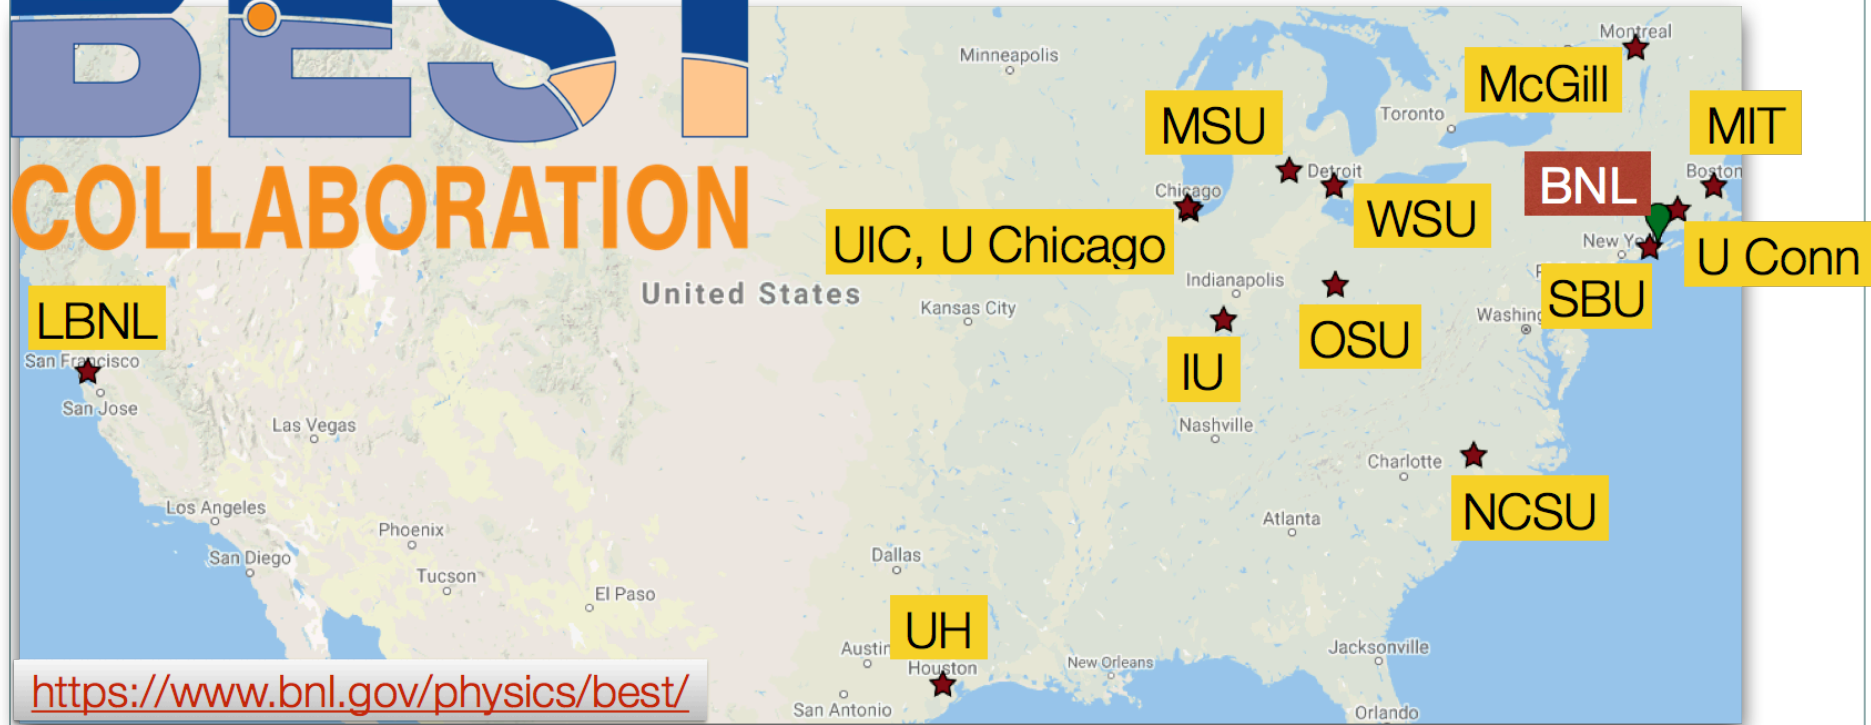 BEST
COLLABORATION
Minneapolis
Montreal
McGill
MSU
Toronto
MIT
Detroit
Boston
BNL
Chicago
WSU
UIC, U Chicago
New Yo
U Conn
Indianapolis
United States
Kansas City
SBU
LBNL
Washing
OSU
IU
San Francisco
San Jose
Las Vegas
Nashville
Charlotte
NCSU
Los Angeles
Phoenix
Atlanta
San Diego
Dallas
Tucson
El Paso
UH
Austin
Houston
New Orleans
Jacksonville
https://www.bnl.gov/physics/best/
San Antonio
Orlando